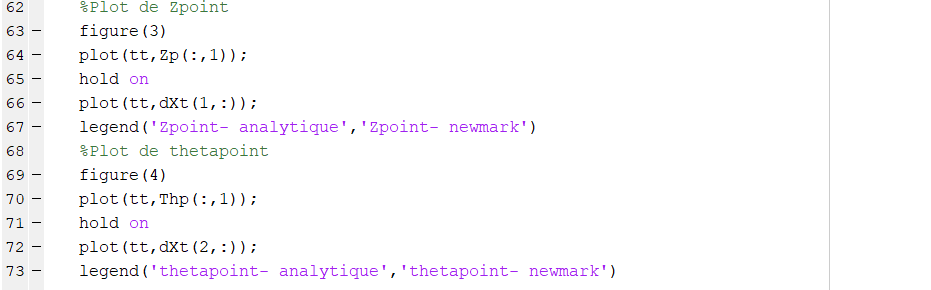 62 %Plot de Zpoint
63 – figure(3)
64 – plot(tt,Zp(:,1));
65 – hold on
66 – plot(tt,dXt(1,:));
67 – legend('Zpoint- analytique','Zpoint- newmark')
68 %Plot de thetapoint
69 – figure(4)
70 – plot(tt,Thp(:,1));
71 – hold on
72 – plot(tt,dXt(2,:));
73 – legend('thetapoint- analytique','thetapoint- newmark')